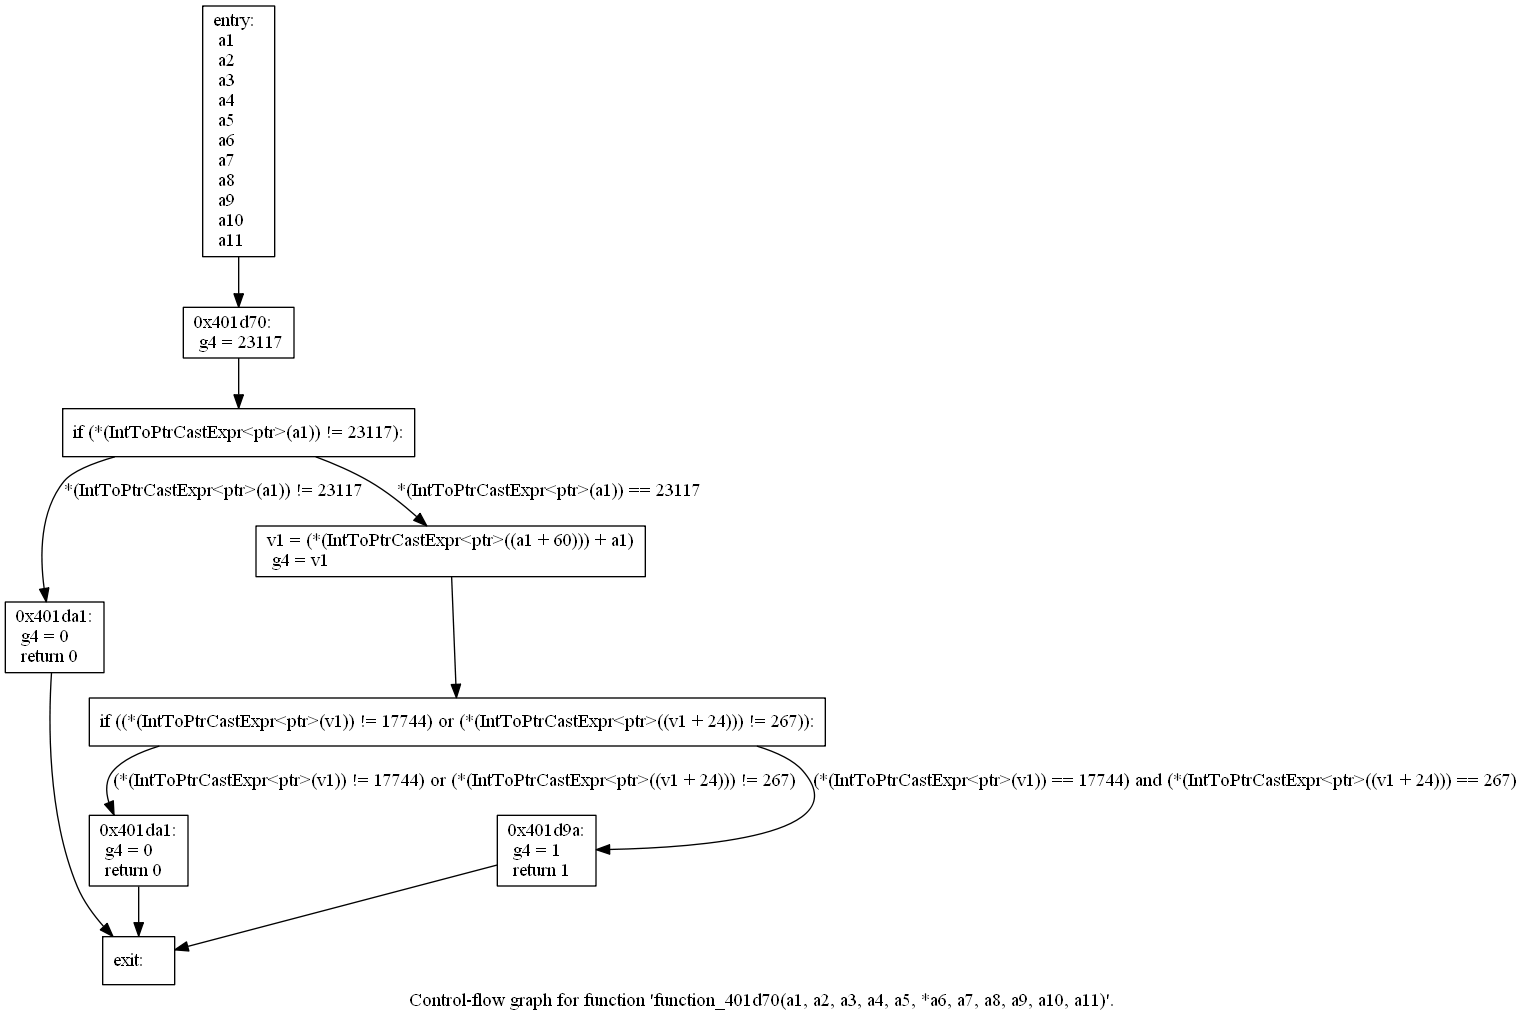 entry:
a1
a2
a3
a4
a5
a6
a7
a8
a9
a10
a11
0x401d70:
g4 = 23117
if (*(IntToPtrCastExpr<ptr>(a1)) != 23117):
*(IntToPtrCastExpr<ptr>(a1)) != 23117
*(IntToPtrCastExpr<ptr>(a1)) == 23117
v1 = (*(IntToPtrCastExpr<ptr>((a1 + 60))) + a1)
g4 = v1
0x401da1:
g4 = 0
return 0
if ((*(IntToPtrCastExpr<ptr>(v1)) != 17744) or (*(IntToPtrCastExpr<ptr>((v1 + 24))) != 267)):
(*(IntToPtrCastExpr<ptr>(v1)) != 17744) or (*(IntToPtrCastExpr<ptr>((v1 + 24))) != 267)
(*(IntToPtrCastExpr<ptr>(v1)) == 17744) and (*(IntToPtrCastExpr<ptr>((v1 + 24))) == 267)
0x401da1:
g4 = 0
return 0
0x401d9a:
g4 = 1
return 1
exit:
Control-flow graph for function 'function_401d70(a1, a2, a3, a4, a5, *a6, a7, a8, a9, a10, a11)'.